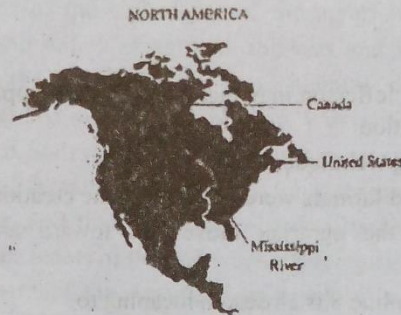 NORTH AMERICA
Canada
United States
Mississippi
River